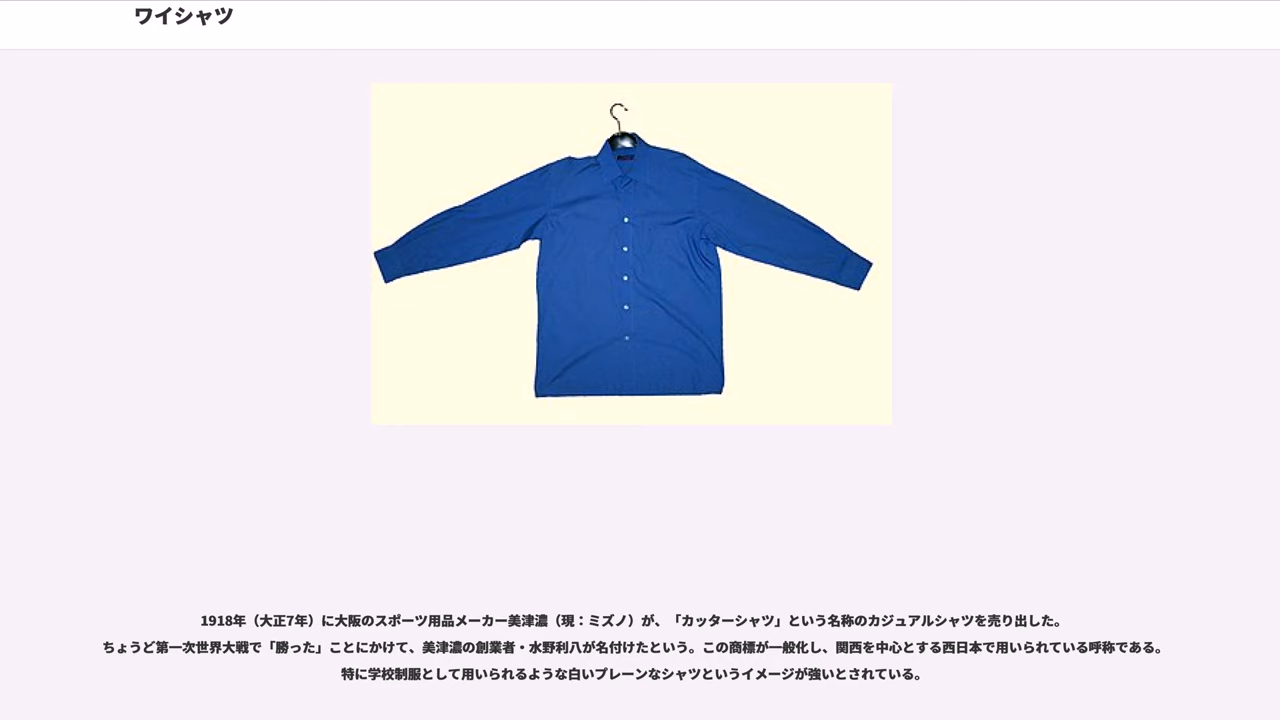 ワイシャツ
1918年（大正7年）に大阪のスポーツ用品メーカー美津濃（現：ミズノ）が、「カッターシャツ」という名称のカジュアルシャツを売り出した。
ちょうど第一次世界大戦で「勝った」ことにかけて、美津濃の創業者・水野利八が名付けたという。この商標が一般化し、関西を中心とする西日本で用いられている呼称である。
特に学校制服として用いられるような白いプレーンなシャツというイメージが強いとされている。